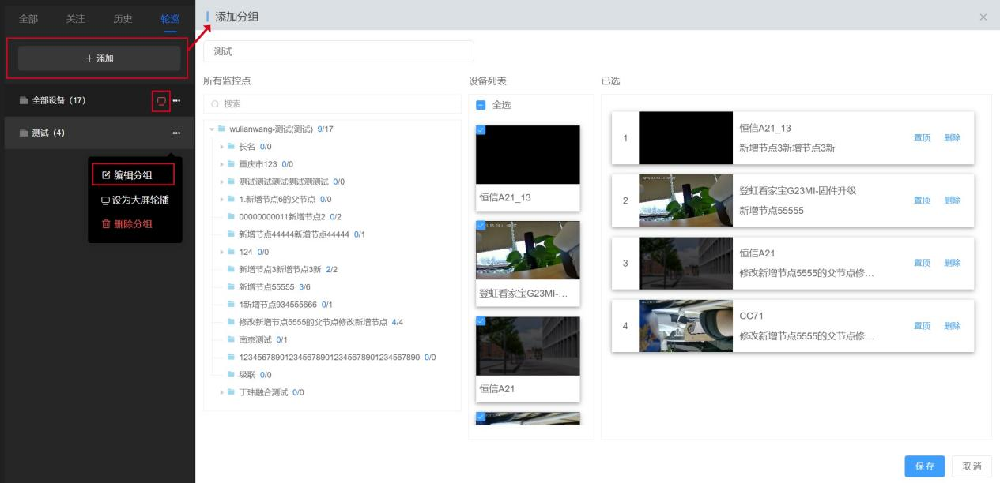 全部 关注 历史 轮巡
+ 添加
全部设备 (17)
测试 (4)
编辑分组
设为大屏轮播
删除分组
添加分组
测试
所有监控点
搜索
wulianwang-测试(测试) 9/17
长名 0/0
重庆市123 0/0
测试测试测试测试测测试 0/0
1.新增节点6的父节点 0/0
00000000011新增节点2 0/2
新增节点44444新增节点44444 0/1
124 0/0
新增节点3新增节点3新 2/2
新增节点55555 3/6
1新增节点934555666 0/1
修改新增节点5555的父节点修改新增节点 4/4
南京测试 0/1
1234567890123456789012345678901234567890 0/0
级联 0/0
丁玮融合测试 0/0
设备列表
全选
恒信A21_13
登虹看家宝G23MI-...
恒信A21
已选
1 恒信A21_13
新增节点3新增节点3新
置顶 删除
2 登虹看家宝G23MI-固件升级
新增节点55555
置顶 删除
3 恒信A21
修改新增节点5555的父节点修...
置顶 删除
4 CC71
修改新增节点5555的父节点修...
置顶 删除
保存 取消